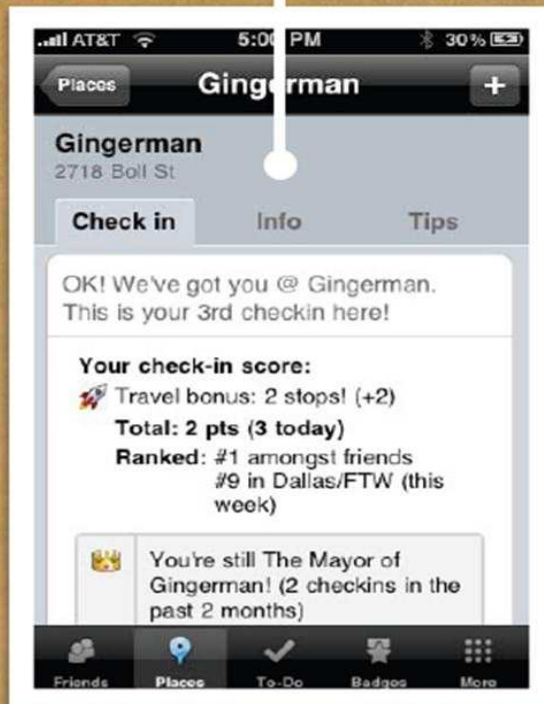 AT&T 5:00 PM 30%
Places Gingerman +
Gingerman
2718 Boll St
Check in Info Tips
OK! We've got you @ Gingerman.
This is your 3rd checkin here!
Your check-in score:
Travel bonus: 2 stops! (+2)
Total: 2 pts (3 today)
Ranked: #1 amongst friends
#9 in Dallas/FTW (this
week)
You're still The Mayor of
Gingerman! (2 checkins in the
past 2 months)
Friends Places To-Do Badges More